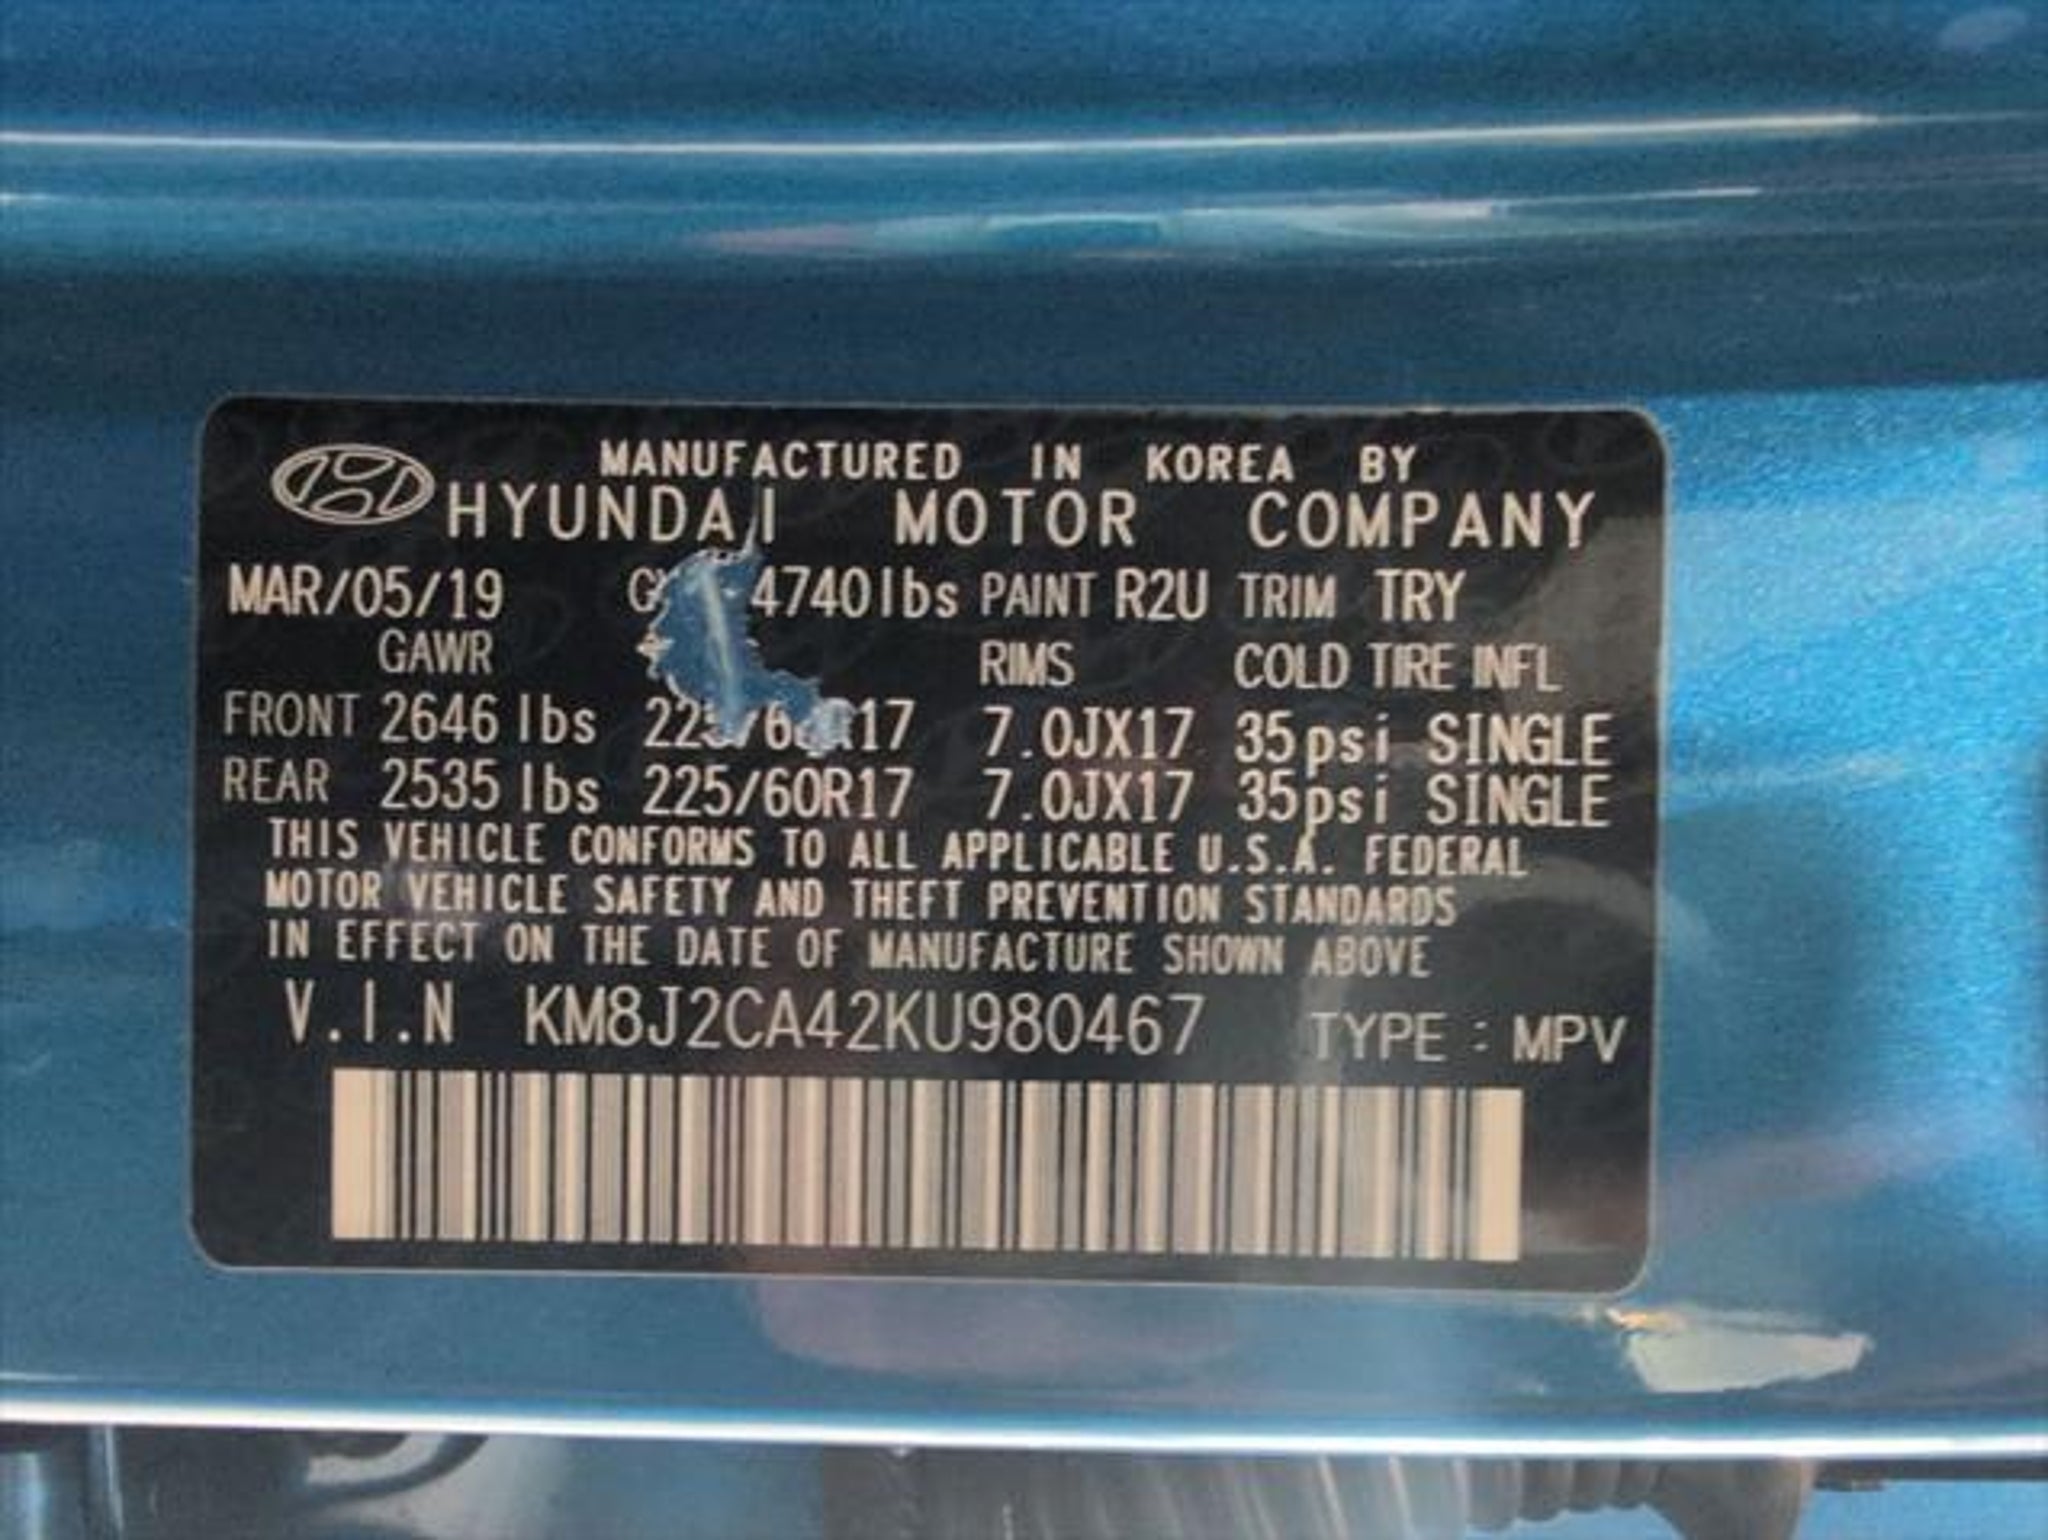 MANUFACTURED IN KOREA BY
HYUNDAI MOTOR COMPANY
MAR/05/19 4740lbs PAINT R2U TRIM TRY
GAWR RIMS COLD TIRE INFL
FRONT 2646 lbs 7.0JX17 35psi SINGLE
REAR 2535 lbs 225/60R17 7.0JX17 35psi SINGLE
THIS VEHICLE CONFORMS TO ALL APPLICABLE U.S.A. FEDERAL
MOTOR VEHICLE SAFETY AND THEFT PREVENTION STANDARDS
IN EFFECT ON THE DATE OF MANUFACTURE SHOWN ABOVE
V.I.N KM8J2CA42KU980467 TYPE : MPV